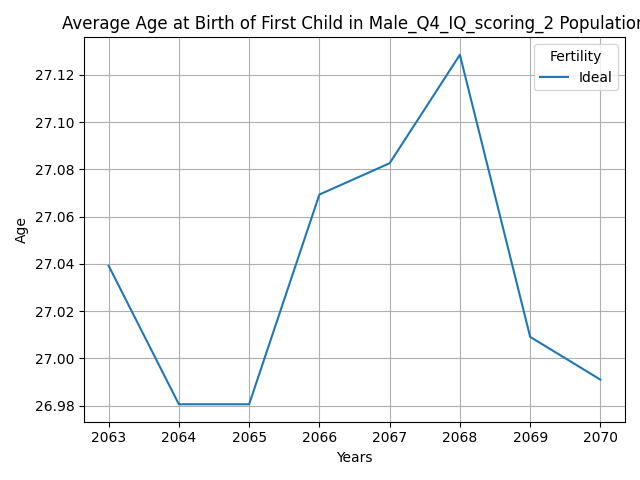 Average Age at Birth of First Child in Male_Q4_IQ_scoring_2 Population
Fertility
Ideal
27.12
27.10
27.08
27.06
27.04
27.02
27.00
26.98
Age
2063 2064 2065 2066 2067 2068 2069 2070
Years